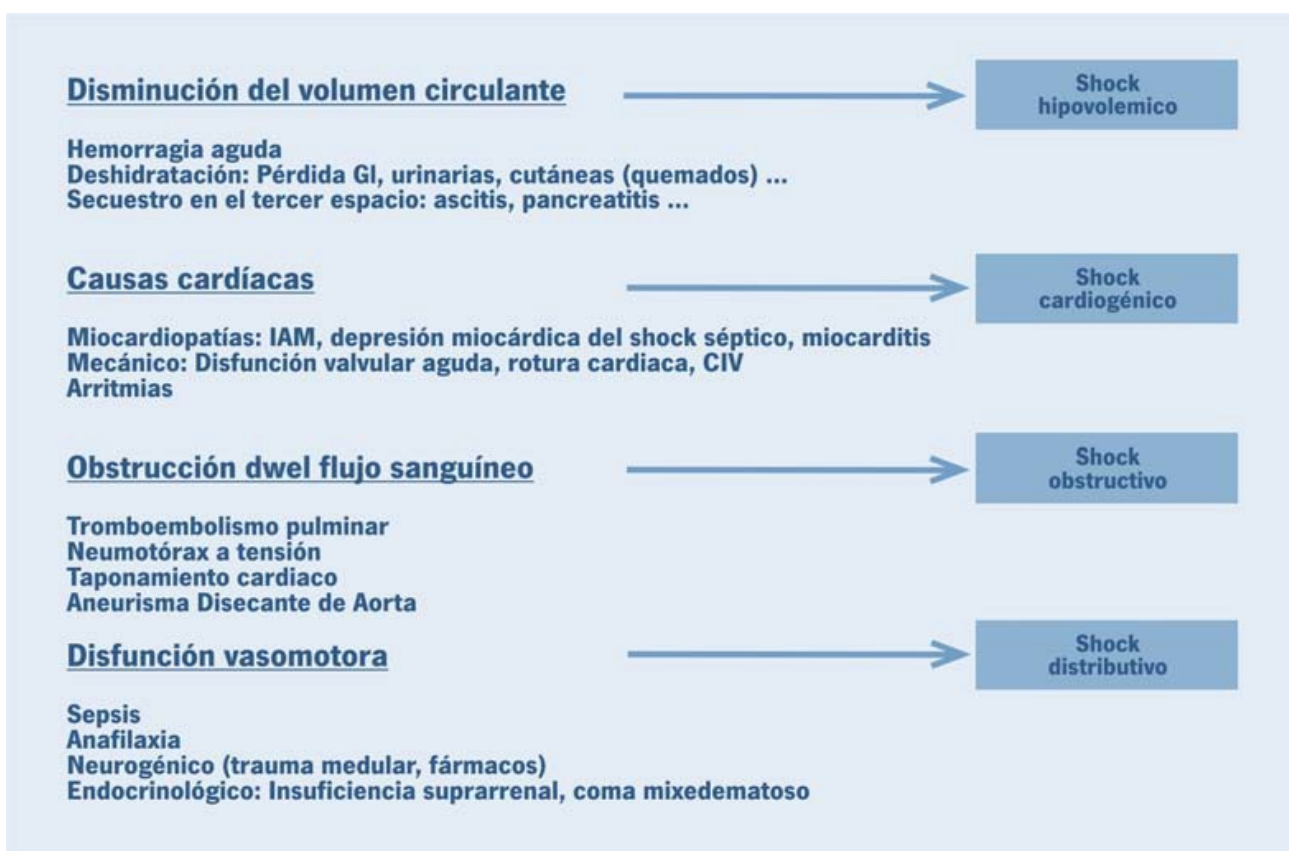 Disminución del volumen circulante
Shock
hipovolemico
Hemorragia aguda
Deshidratación: Pérdida GI, urinarias, cutáneas (quemados) ...
Secuestro en el tercer espacio: ascitis, pancreatitis ...
Causas cardíacas
Shock
cardiogénico
Miocardiopatías: IAM, depresión miocárdica del shock séptico, miocarditis
Mecánico: Disfunción valvular aguda, rotura cardiaca, CIV
Arritmias
Obstrucción dwel flujo sanguíneo
Shock
obstructivo
Tromboembolismo pulminar
Neumotórax a tensión
Taponamiento cardiaco
Aneurisma Disecante de Aorta
Disfunción vasomotora
Shock
distributivo
Sepsis
Anafilaxia
Neurogénico (trauma medular, fármacos)
Endocrinológico: Insuficiencia suprarrenal, coma mixedematoso